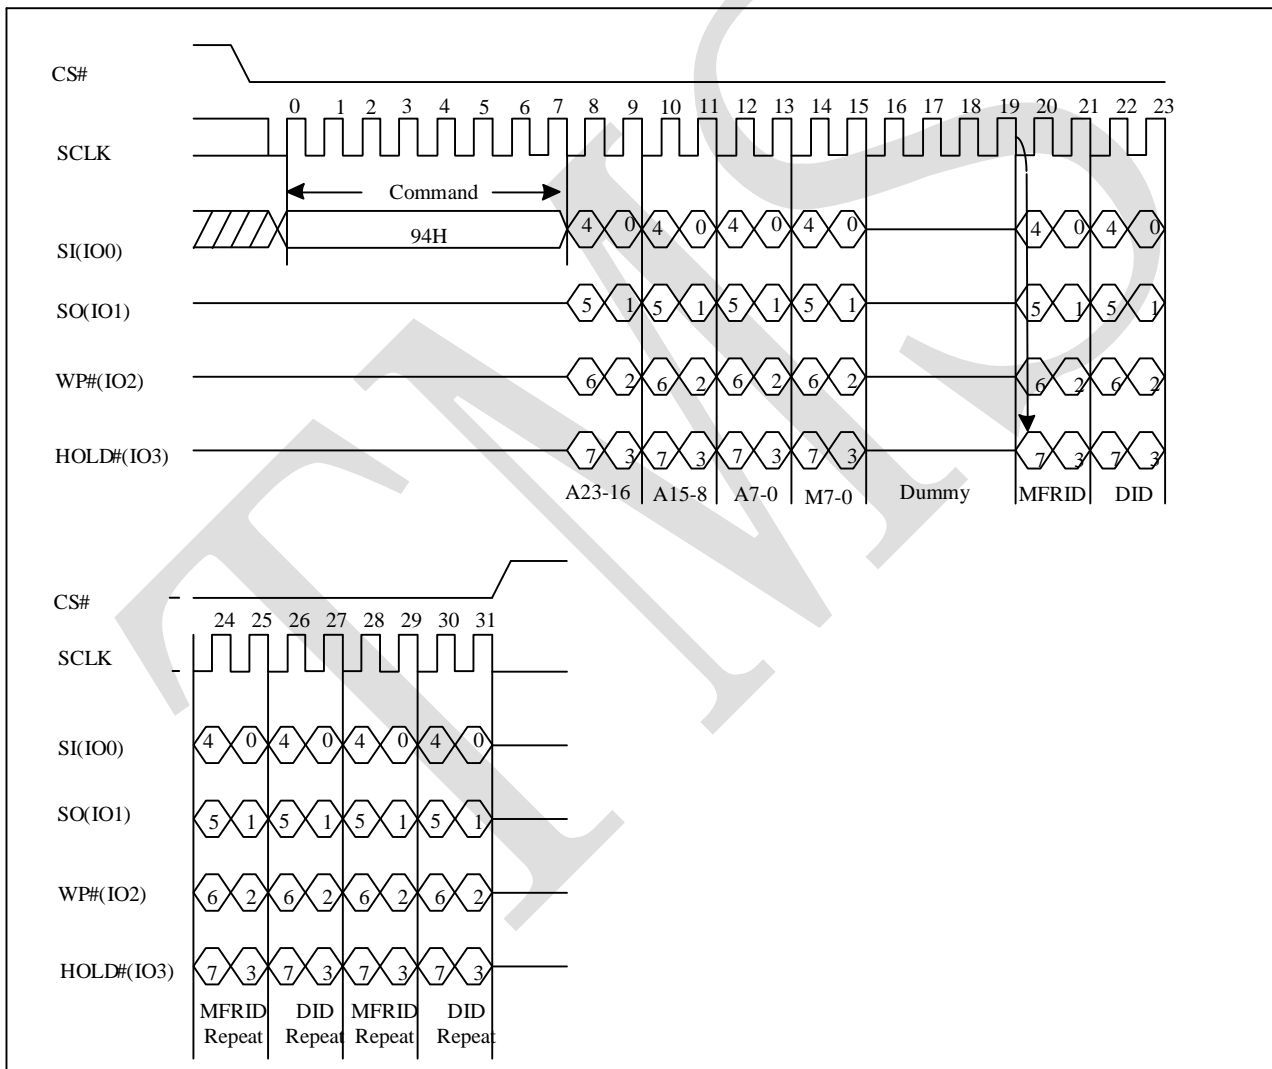 CS#
0 1 2 3 4 5 6 7 8 9 10 11 12 13 14 15 16 17 18 19 20 21 22 23
SCLK
Command
94H
SI(IO0)
4 0 4 0 4 0 4 0 4 0 4 0
SO(IO1)
5 1 5 1 5 1 5 1 5 1 5 1
WP#(IO2)
6 2 6 2 6 2 6 2 6 2 6 2
HOLD#(IO3)
7 3 7 3 7 3 7 3 7 3 7 3
A23-16 A15-8 A7-0 M7-0 Dummy MFRID DID
CS#
24 25 26 27 28 29 30 31
SCLK
SI(IO0)
4 0 4 0 4 0 4 0
SO(IO1)
5 1 5 1 5 1 5 1
WP#(IO2)
6 2 6 2 6 2 6 2
HOLD#(IO3)
7 3 7 3 7 3 7 3
MFRID DID MFRID DID
Repeat Repeat Repeat Repeat
TMS